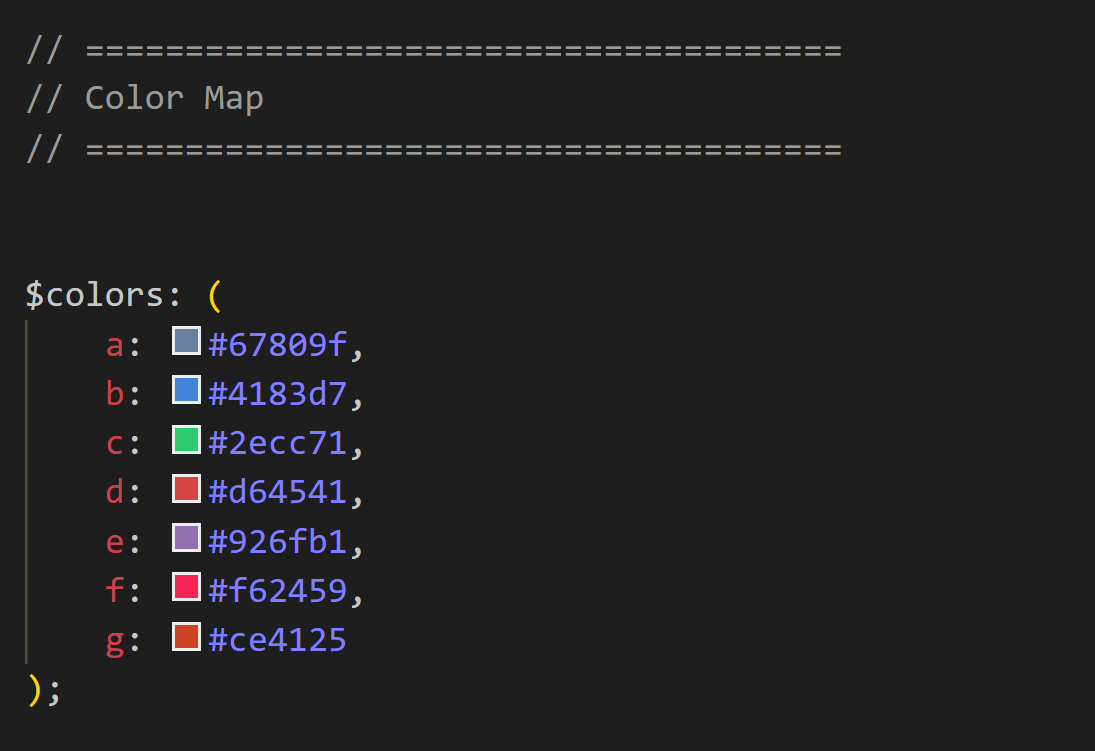 // ======================================
// Color Map
// ======================================
$colors: (
    a: #67809f,
    b: #4183d7,
    c: #2ecc71,
    d: #d64541,
    e: #926fb1,
    f: #f62459,
    g: #ce4125
);